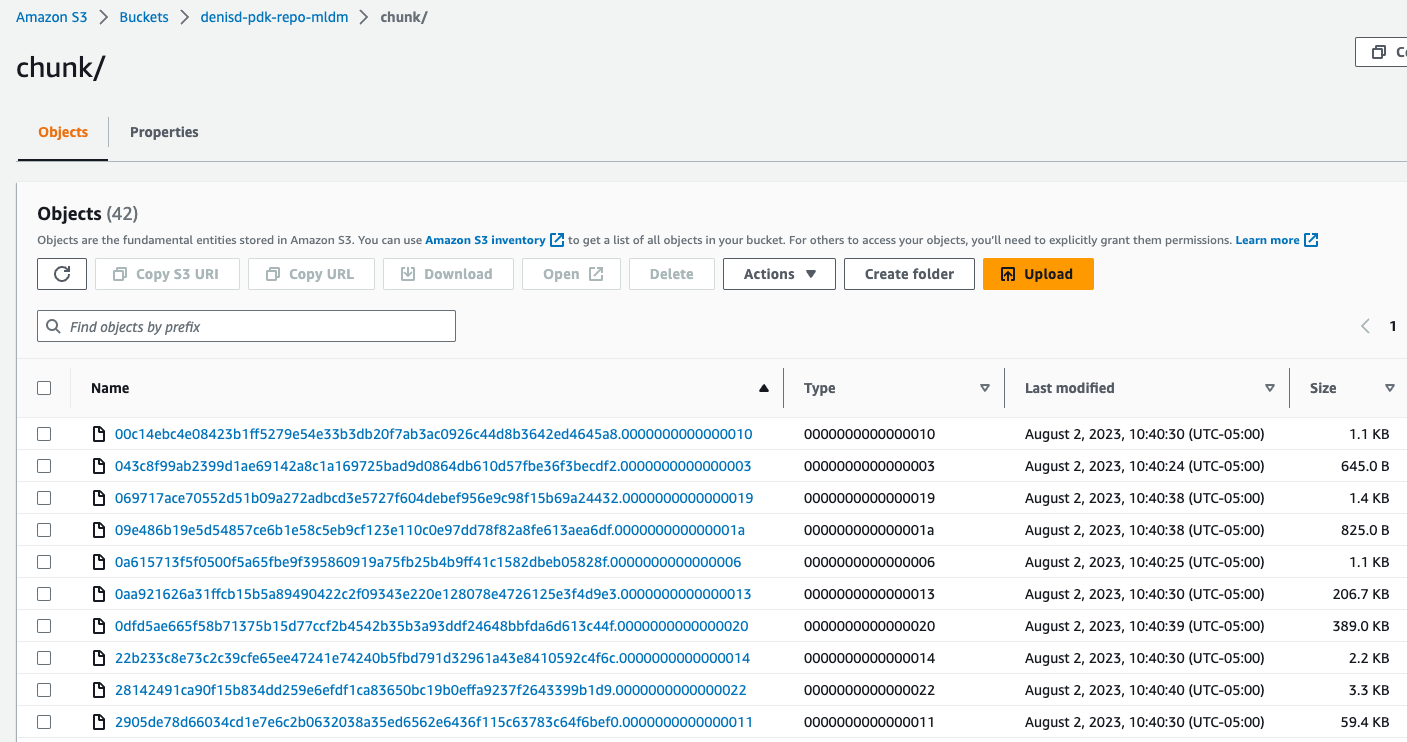 Amazon S3 > Buckets > denisd-pdk-repo-mldm > chunk/
chunk/
Objects Properties
Objects (42)
Objects are the fundamental entities stored in Amazon S3. You can use Amazon S3 inventory to get a list of all objects in your bucket. For others to access your objects, you'll need to explicitly grant them permissions. Learn more
Copy S3 URI Copy URL Download Open Delete Actions Create folder Upload
Find objects by prefix 1
Name Type Last modified Size
00c14ebc4e08423b1ff5279e54e33b3db20f7ab3ac0926c44d8b3642ed4645a8.0000000000000010 0000000000000010 August 2, 2023, 10:40:30 (UTC-05:00) 1.1 KB
043c8f99ab2399d1ae69142a8c1a169725bad9d0864db610d57fbe36f3becdf2.0000000000000003 0000000000000003 August 2, 2023, 10:40:24 (UTC-05:00) 645.0 B
069717ace70552d51b09a272adbcd3e5727f604debef956e9c98f15b69a24432.0000000000000019 0000000000000019 August 2, 2023, 10:40:38 (UTC-05:00) 1.4 KB
09e486b19e5d54857ce6b1e58c5eb9cf123e110c0e97dd78f82a8fe613aea6df.000000000000001a 000000000000001a August 2, 2023, 10:40:38 (UTC-05:00) 825.0 B
0a615713f5f0500f5a65fbe9f395860919a75fb25b4b9ff41c1582dbeb05828f.0000000000000006 0000000000000006 August 2, 2023, 10:40:25 (UTC-05:00) 1.1 KB
0aa921626a31ffcb15b5a89490422c2f09343e220e128078e4726125e3f4d9e3.0000000000000013 0000000000000013 August 2, 2023, 10:40:30 (UTC-05:00) 206.7 KB
0dfd5ae665f58b71375b15d77ccf2b4542b35b3a93ddf24648bbfda6d613c44f.0000000000000020 0000000000000020 August 2, 2023, 10:40:39 (UTC-05:00) 389.0 KB
22b233c8e73c2c39cfe65ee47241e74240b5fbd791d32961a43e8410592c4f6c.0000000000000014 0000000000000014 August 2, 2023, 10:40:30 (UTC-05:00) 2.2 KB
28142491ca90f15b834dd259e6efdf1ca83650bc19b0effa9237f2643399b1d9.0000000000000022 0000000000000022 August 2, 2023, 10:40:40 (UTC-05:00) 3.3 KB
2905de78d66034cd1e7e6c2b0632038a35ed6562e6436f115c63783c64f6bef0.0000000000000011 0000000000000011 August 2, 2023, 10:40:30 (UTC-05:00) 59.4 KB